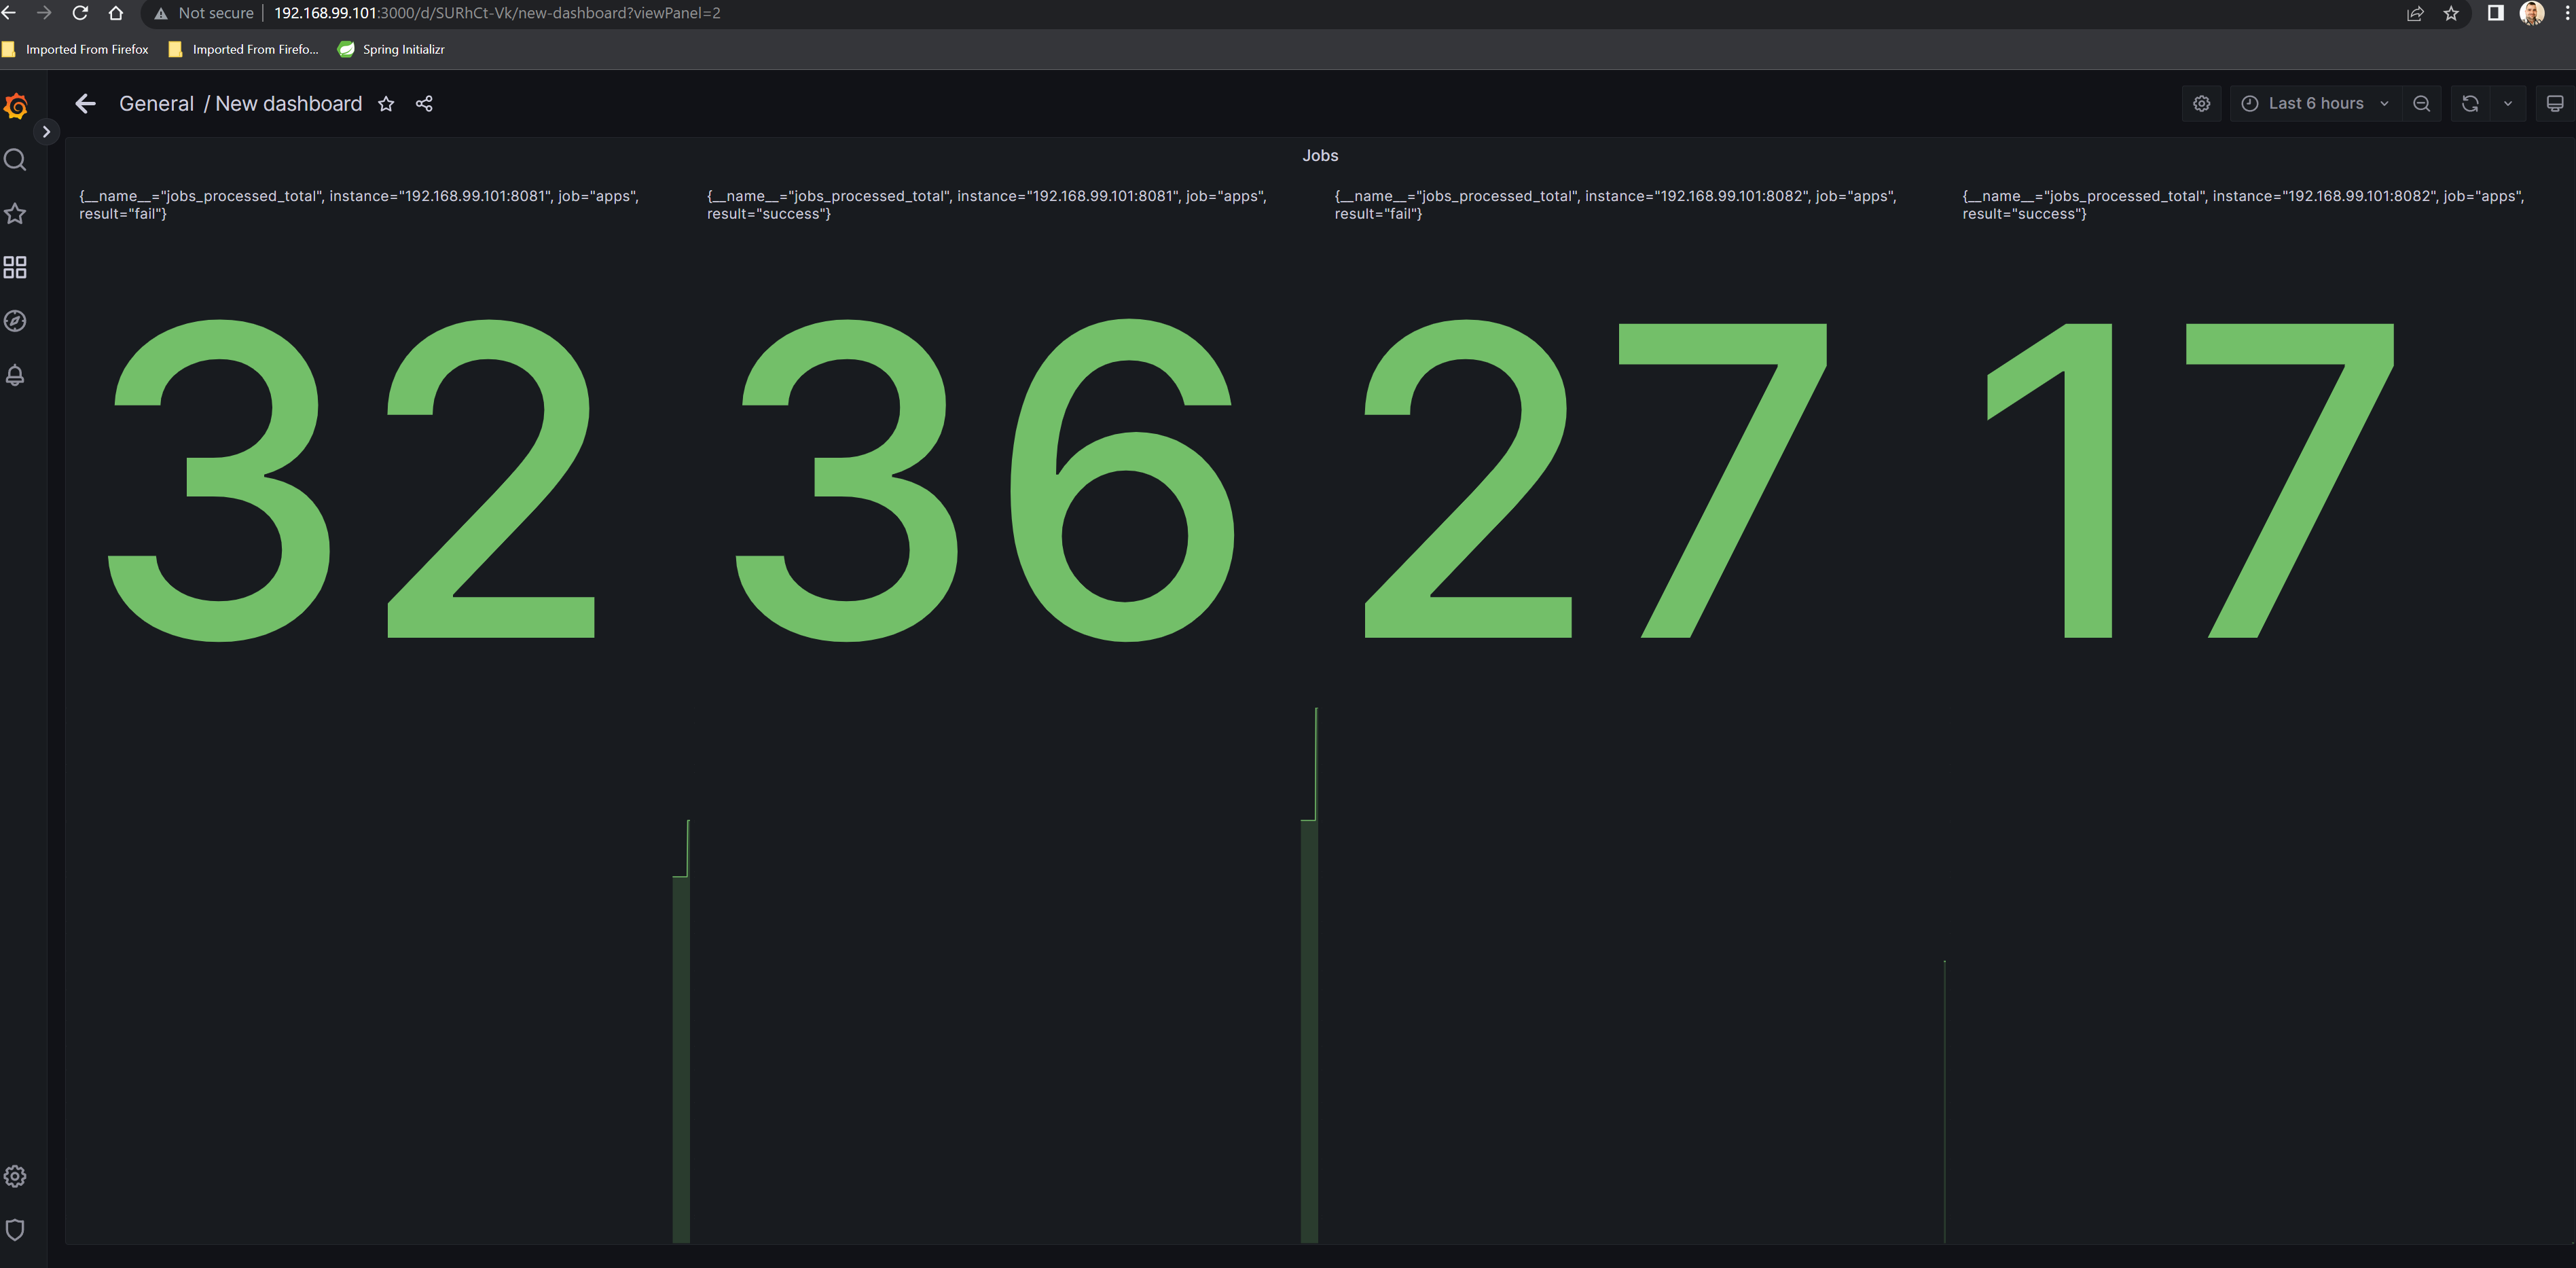 Not secure 192.168.99.101:3000/d/SURhCt-Vk/new-dashboard?viewPanel=2
Imported From Firefox Imported From Firefo... Spring Initializr
General / New dashboard Last 6 hours
Jobs
{__name__="jobs_processed_total", instance="192.168.99.101:8081", job="apps",
result="fail"}
{__name__="jobs_processed_total", instance="192.168.99.101:8081", job="apps",
result="success"}
{__name__="jobs_processed_total", instance="192.168.99.101:8082", job="apps",
result="fail"}
{__name__="jobs_processed_total", instance="192.168.99.101:8082", job="apps",
result="success"}
32
36
27
17